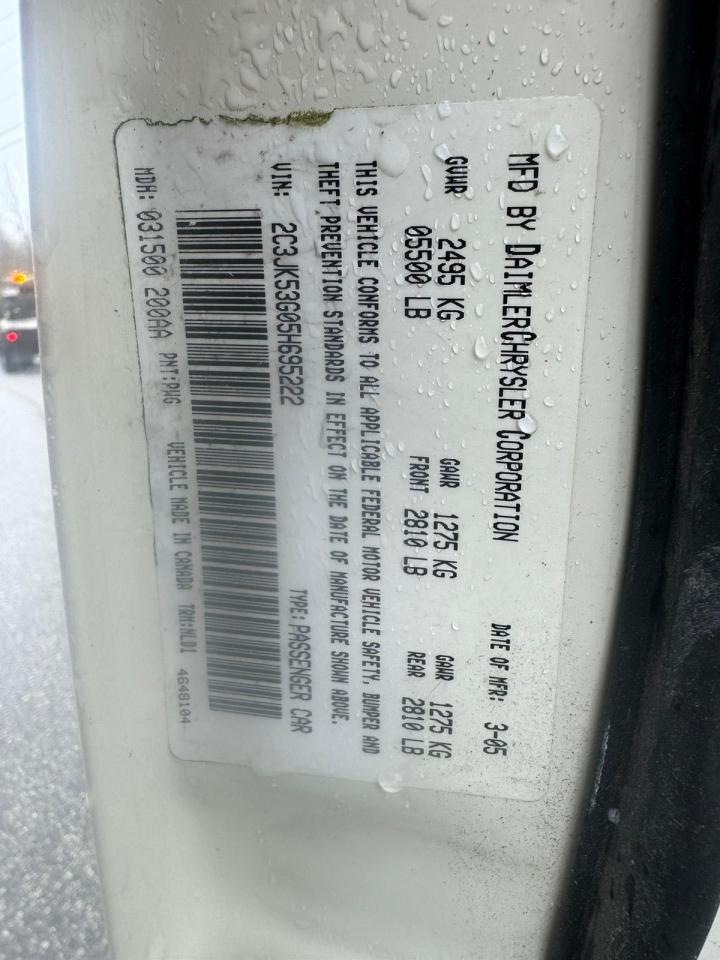 MFD BY DAIMLERCHRYSLER CORPORATION DATE OF MFR: 3-05
GVWR 2495 KG GAWR 1275 KG GAWR 1275 KG
05500 LB FRONT 2810 LB REAR 2810 LB
THIS VEHICLE CONFORMS TO ALL APPLICABLE FEDERAL MOTOR VEHICLE SAFETY, BUMPER AND
THEFT PREVENTION STANDARDS IN EFFECT ON THE DATE OF MANUFACTURE SHOWN ABOVE.
VIN: 2C3JK53G05H695222 TYPE: PASSENGER CAR
MDH: 031500 200AA PNT:PWG VEHICLE MADE IN CANADA TRM:MLD1 4648104